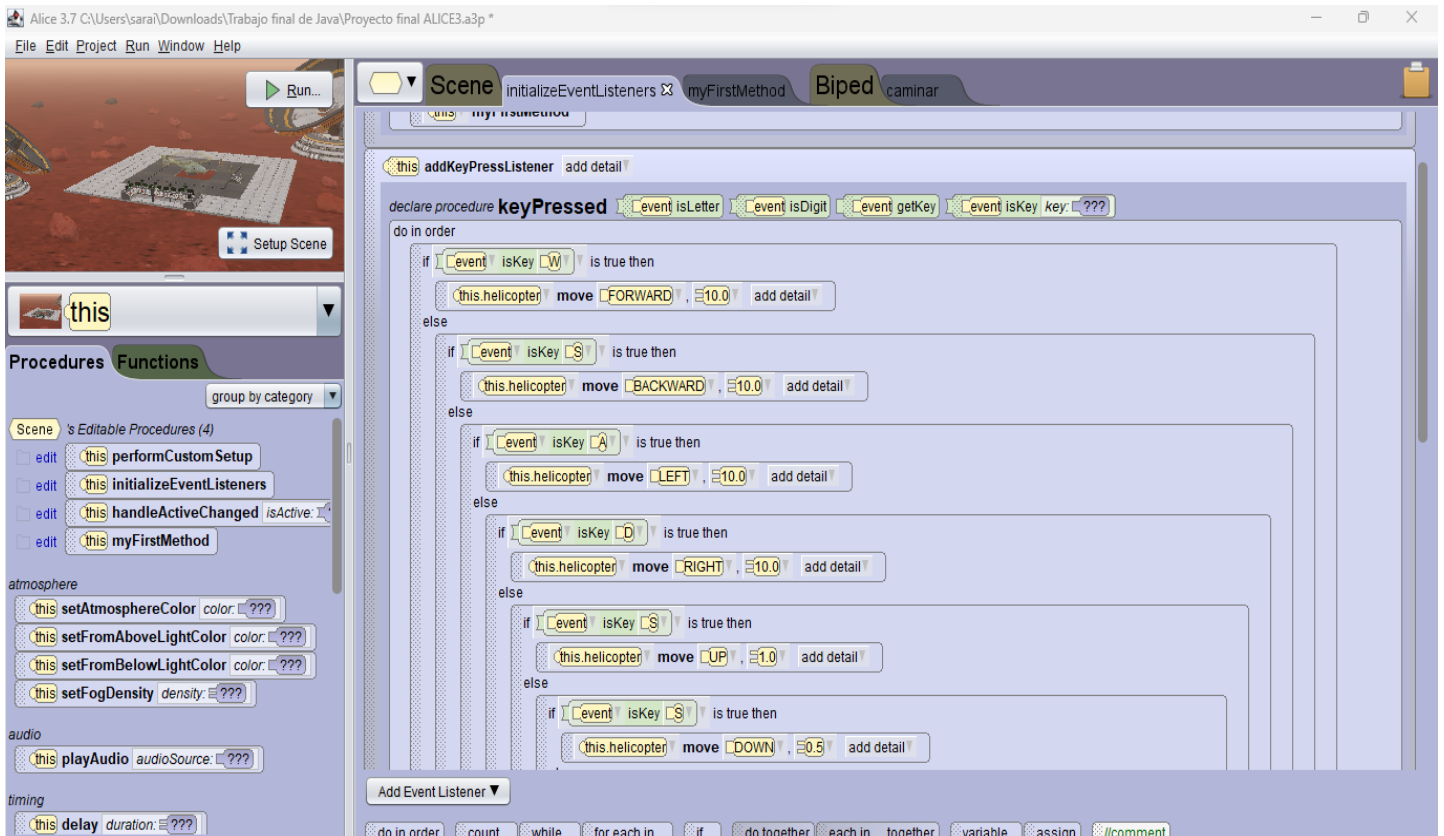 Alice 3.7 C:\Users\sarai\Downloads\Trabajo final de Java\Proyecto final ALICE3.a3p *
File Edit Project Run Window Help
Run...
Setup Scene
this
Procedures Functions
group by category
Scene 's Editable Procedures (4)
edit this performCustomSetup
edit this initializeEventListeners
edit this handleActiveChanged isActive:
edit this myFirstMethod
atmosphere
this setAtmosphereColor color: ???
this setFromAboveLightColor color: ???
this setFromBelowLightColor color: ???
this setFogDensity density: ???
audio
this playAudio audioSource: ???
timing
this delay duration: ???
Scene initializeEventListeners myFirstMethod Biped caminar
this myFirstMethod
this addKeyPressListener add detail
declare procedure keyPressed event isLetter event isDigit event getKey event isKey key: ???
do in order
if event isKey W is true then
this.helicopter move FORWARD , 10.0 add detail
else
if event isKey S is true then
this.helicopter move BACKWARD , 10.0 add detail
else
if event isKey A is true then
this.helicopter move LEFT , 10.0 add detail
else
if event isKey D is true then
this.helicopter move RIGHT , 10.0 add detail
else
if event isKey S is true then
this.helicopter move UP , 1.0 add detail
else
if event isKey S is true then
this.helicopter move DOWN , 0.5 add detail
Add Event Listener
do in order count while for each in if do together each in together variable assign //comment